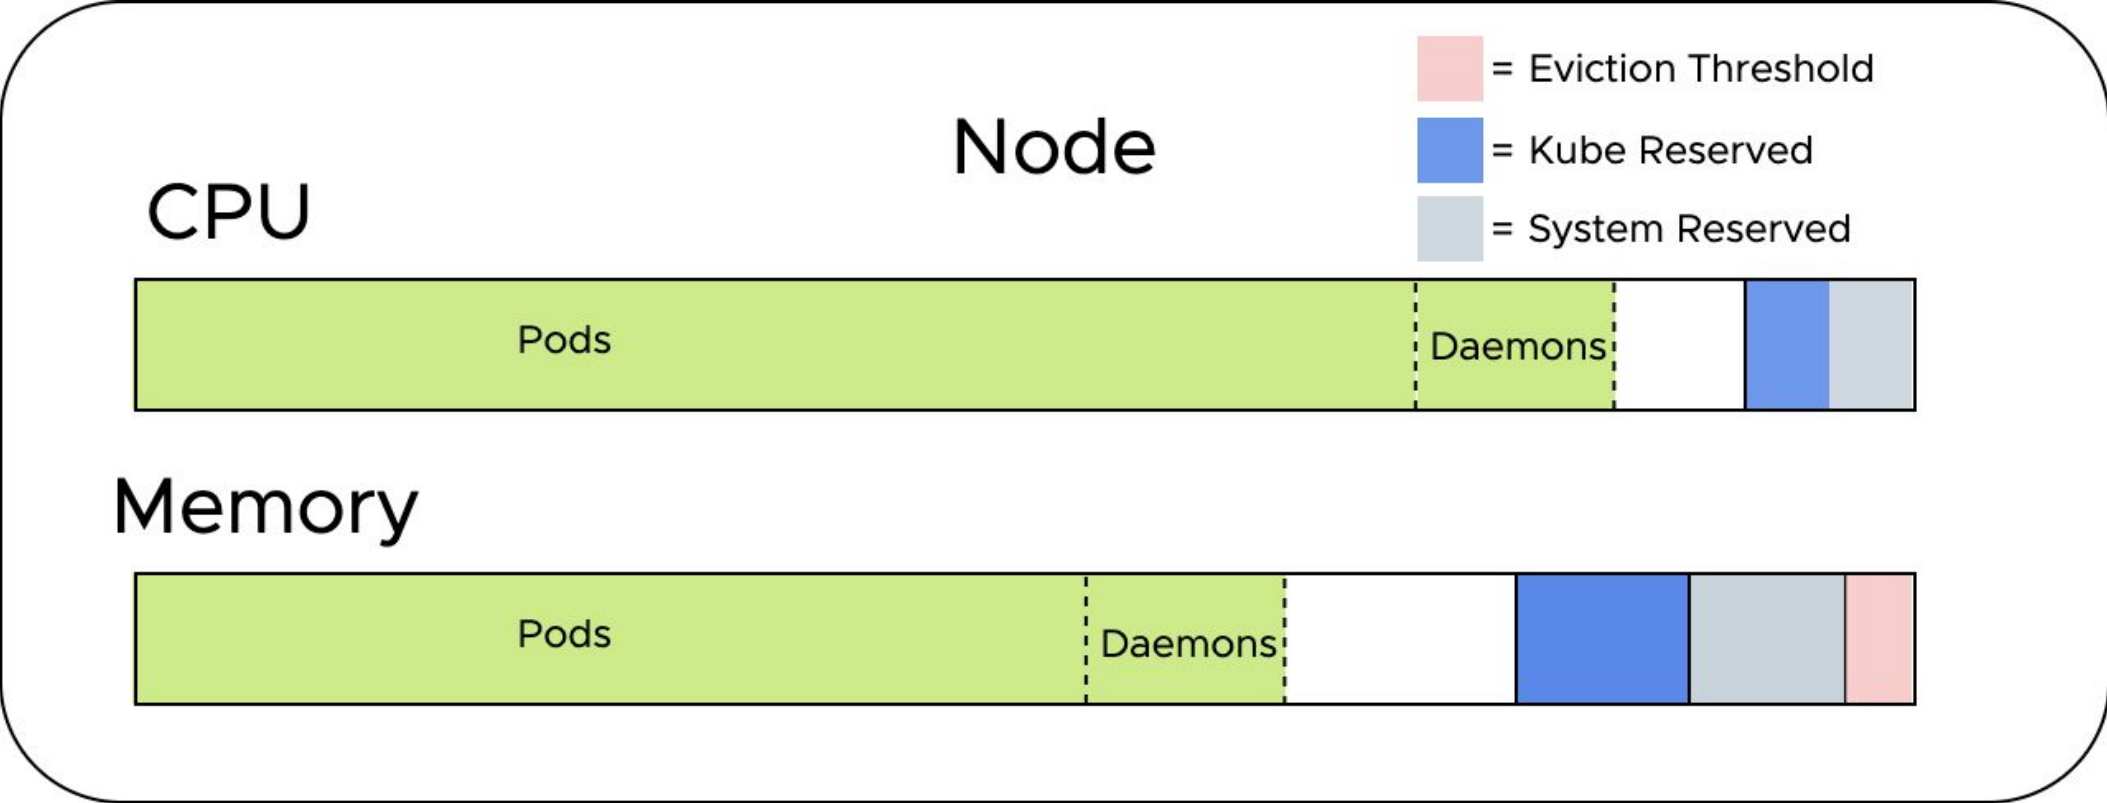 Node
= Eviction Threshold
= Kube Reserved
= System Reserved
CPU
Pods
Daemons
Memory
Pods
Daemons